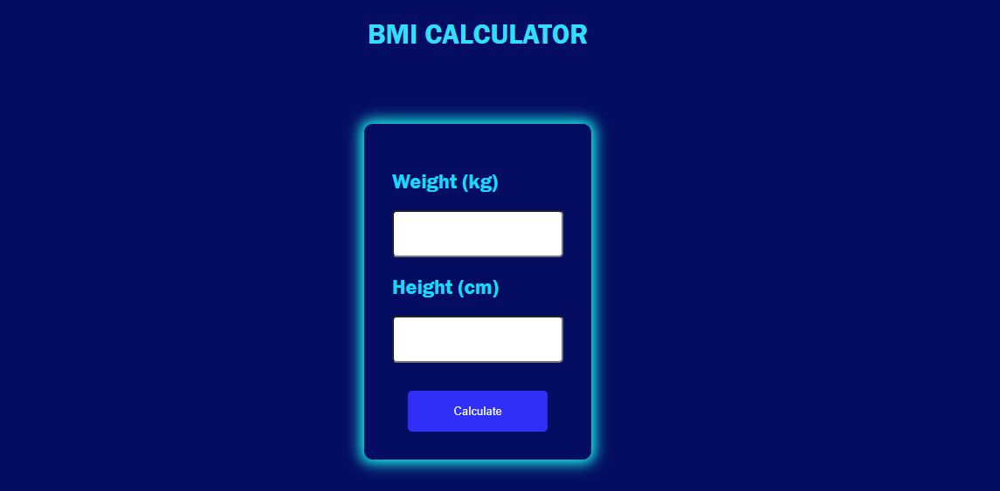 BMI CALCULATOR
Weight (kg)
Height (cm)
Calculate